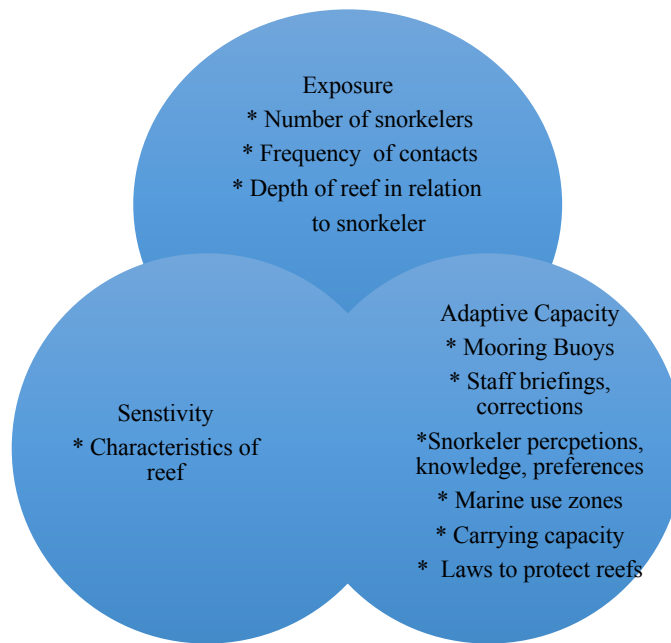 Exposure
* Number of snorkelers
* Frequency of contacts
* Depth of reef in relation
to snorkeler
Senstivity
* Characteristics of
reef
Adaptive Capacity
* Mooring Buoys
* Staff briefings,
corrections
*Snorkeler percpetions,
knowledge, preferences
* Marine use zones
* Carrying capacity
* Laws to protect reefs